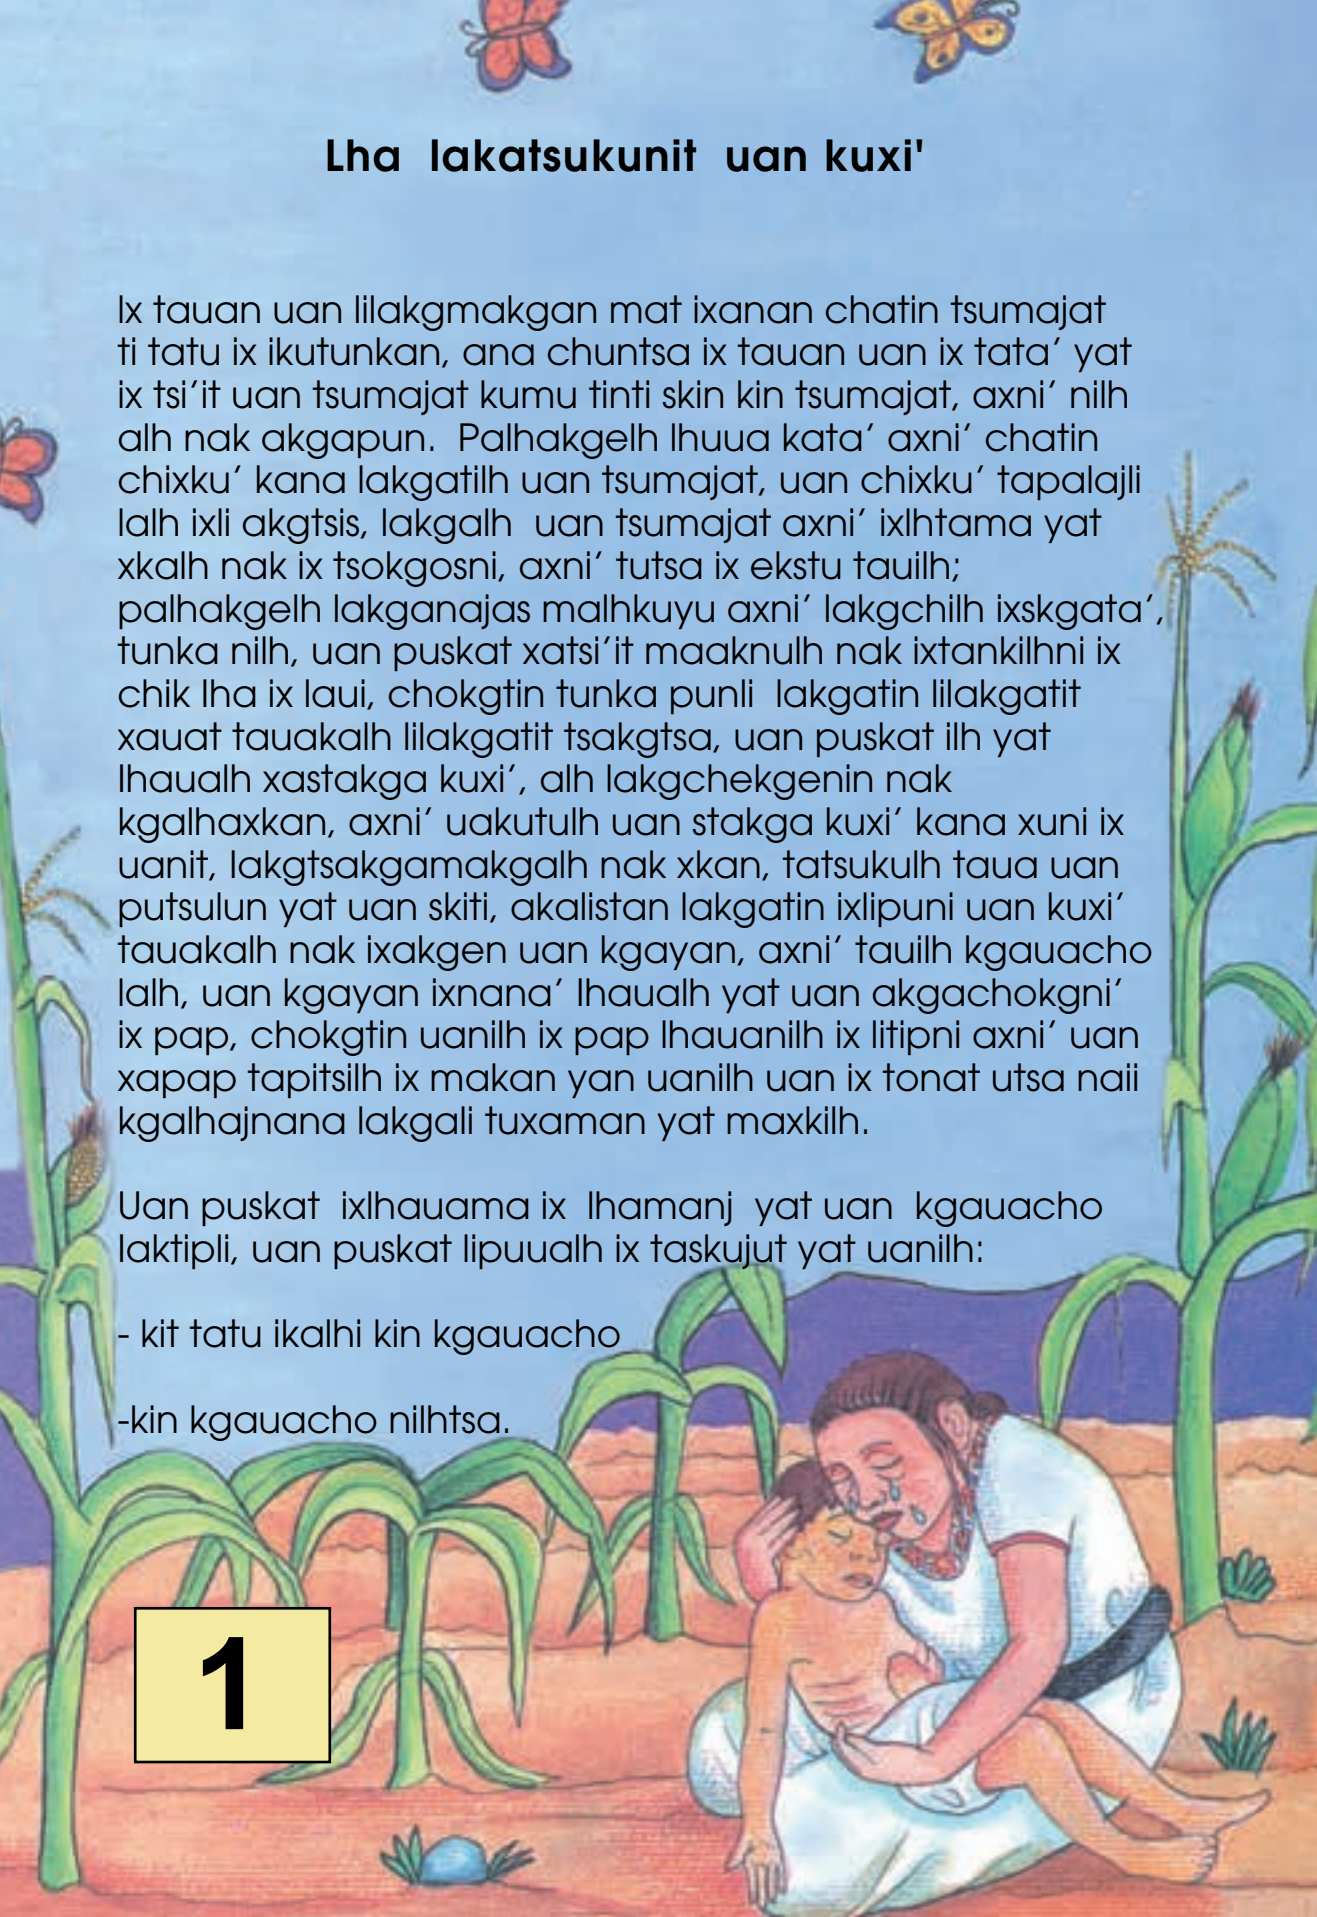 Lha lakatsukunit uan kuxi'
Ix tauan uan lilakgmakgan mat ixanan chatin tsumajat
ti tatu ix ikutunkan, ana chuntsa ix tauan uan ix tata’ yat
ix tsi’it uan tsumajat kumu tinti skin kin tsumajat, axni’ nilh
alh nak akgapun. Palhakgelh lhuua kata’ axni’ chatin
chixku’ kana lakgatilh uan tsumajat, uan chixku’ tapalajli
lalh ixli akgtsis, lakgalh uan tsumajat axni’ ixlhtama yat
xkalh nak ix tsokgosni, axni’ tutsa ix ekstu tauilh;
palhakgelh lakganajas malhkuyu axni’ lakgchilh ixskgata’,
tunka nilh, uan puskat xatsi’it maaknulh nak ixtankilhni ix
chik lha ix laui, chokgtin tunka punli lakgatin lilakgatit
xauat tauakalh lilakgatit tsakgtsa, uan puskat ilh yat
lhaualh xastakga kuxi’, alh lakgchekgenin nak
kgalhaxkan, axni’ uakutulh uan stakga kuxi’ kana xuni ix
uanit, lakgtsakgamakgalh nak xkan, tatsukulh taua uan
putsulun yat uan skiti, akalistan lakgatin ixlipuni uan kuxi’
tauakalh nak ixakgen uan kgayan, axni’ tauilh kgauacho
lalh, uan kgayan ixnana’ lhaualh yat uan akgachokgni’
ix pap, chokgtin uanilh ix pap lhauanilh ix litipni axni’ uan
xapap tapitsilh ix makan yan uanilh uan ix tonat utsa naii
kgalhajnana lakgali tuxaman yat maxkilh.
Uan puskat ixlhauama ix lhamanj yat uan kgauacho
laktipli, uan puskat lipuualh ix taskujut yat uanilh:
- kit tatu ikalhi kin kgauacho
-kin kgauacho nilhtsa.
1